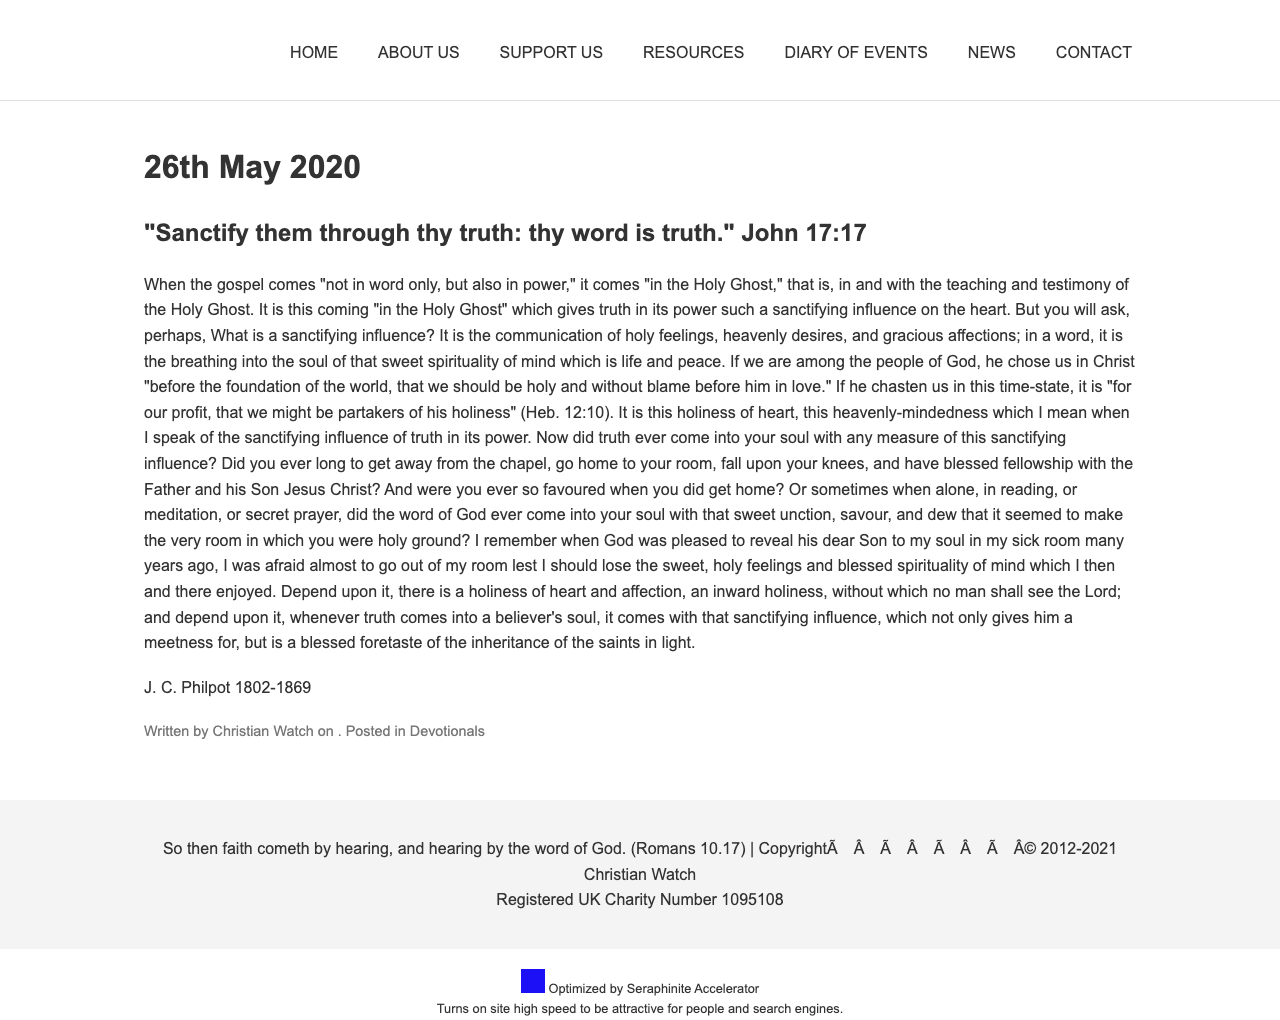 HOME ABOUT US SUPPORT US RESOURCES DIARY OF EVENTS NEWS CONTACT
26th May 2020
"Sanctify them through thy truth: thy word is truth." John 17:17
When the gospel comes "not in word only, but also in power," it comes "in the Holy Ghost," that is, in and with the teaching and testimony of
the Holy Ghost. It is this coming "in the Holy Ghost" which gives truth in its power such a sanctifying influence on the heart. But you will ask,
perhaps, What is a sanctifying influence? It is the communication of holy feelings, heavenly desires, and gracious affections; in a word, it is
the breathing into the soul of that sweet spirituality of mind which is life and peace. If we are among the people of God, he chose us in Christ
"before the foundation of the world, that we should be holy and without blame before him in love." If he chasten us in this time-state, it is "for
our profit, that we might be partakers of his holiness" (Heb. 12:10). It is this holiness of heart, this heavenly-mindedness which I mean when
I speak of the sanctifying influence of truth in its power. Now did truth ever come into your soul with any measure of this sanctifying
influence? Did you ever long to get away from the chapel, go home to your room, fall upon your knees, and have blessed fellowship with the
Father and his Son Jesus Christ? And were you ever so favoured when you did get home? Or sometimes when alone, in reading, or
meditation, or secret prayer, did the word of God ever come into your soul with that sweet unction, savour, and dew that it seemed to make
the very room in which you were holy ground? I remember when God was pleased to reveal his dear Son to my soul in my sick room many
years ago, I was afraid almost to go out of my room lest I should lose the sweet, holy feelings and blessed spirituality of mind which I then
and there enjoyed. Depend upon it, there is a holiness of heart and affection, an inward holiness, without which no man shall see the Lord;
and depend upon it, whenever truth comes into a believer's soul, it comes with that sanctifying influence, which not only gives him a
meetness for, but is a blessed foretaste of the inheritance of the saints in light.
J. C. Philpot 1802-1869
Written by Christian Watch on . Posted in Devotionals
So then faith cometh by hearing, and hearing by the word of God. (Romans 10.17) | CopyrightÃ Â Ã Â Ã Â Ã Â© 2012-2021
Christian Watch
Registered UK Charity Number 1095108
Optimized by Seraphinite Accelerator
Turns on site high speed to be attractive for people and search engines.